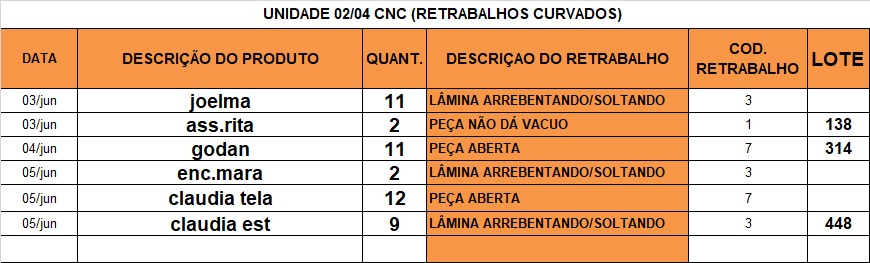 UNIDADE 02/04 CNC (RETRABALHOS CURVADOS)
DATA DESCRIÇÃO DO PRODUTO QUANT. DESCRIÇAO DO RETRABALHO COD. RETRABALHO LOTE
03/jun joelma 11 LÂMINA ARREBENTANDO/SOLTANDO 3
03/jun ass.rita 2 PEÇA NÃO DÁ VACUO 1 138
04/jun godan 11 PEÇA ABERTA 7 314
05/jun enc.mara 2 LÂMINA ARREBENTANDO/SOLTANDO 3
05/jun claudia tela 12 PEÇA ABERTA 7
05/jun claudia est 9 LÂMINA ARREBENTANDO/SOLTANDO 3 448